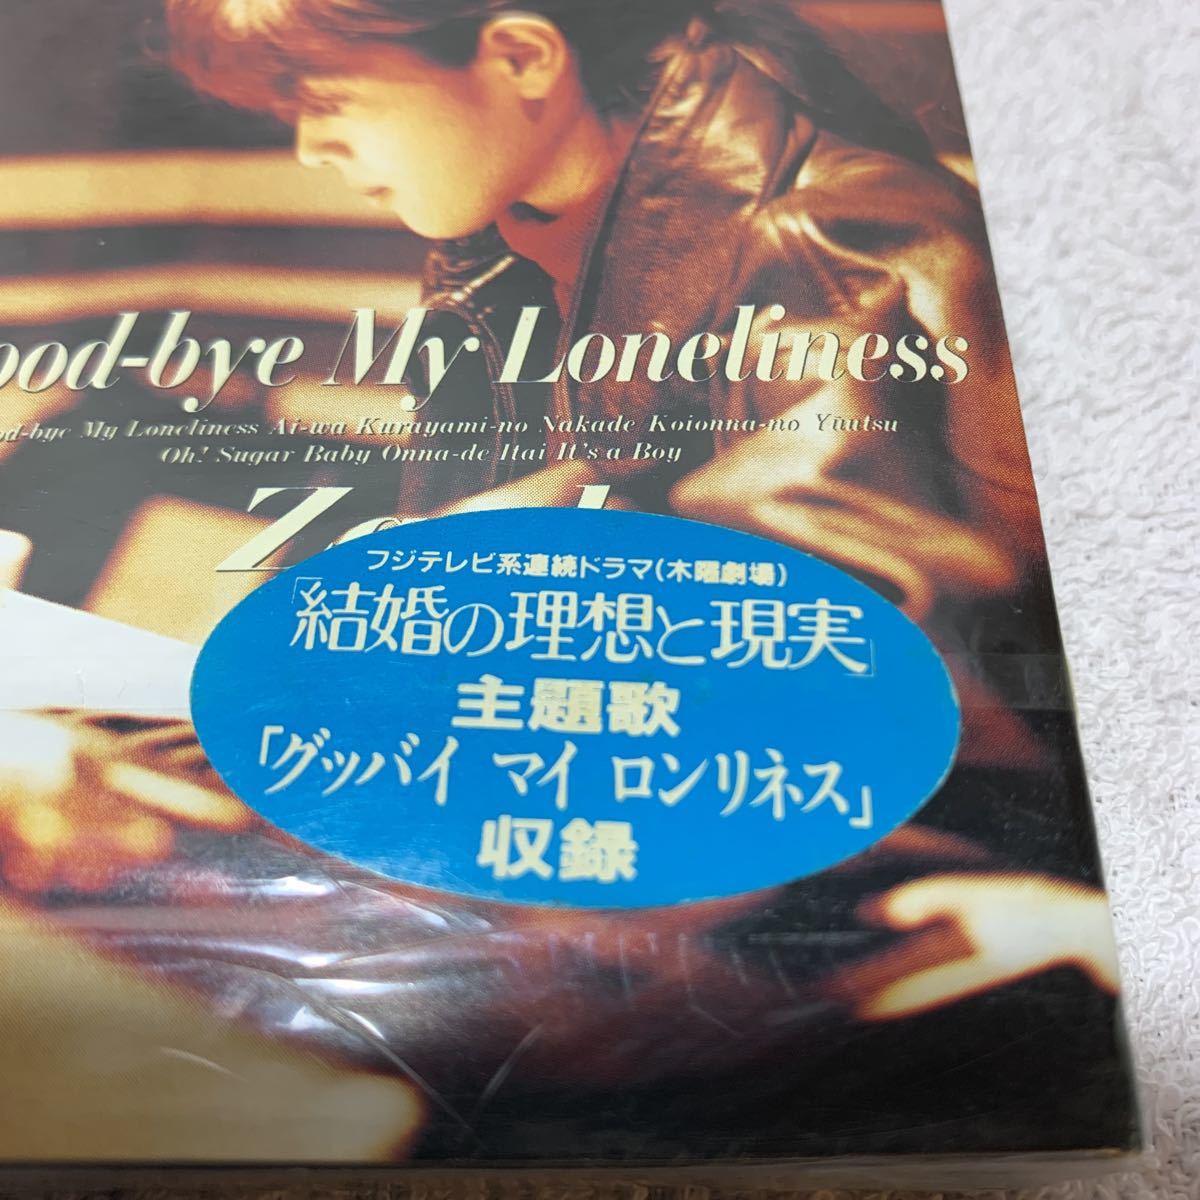 ood-bye My Loneliness
od-bye My Loneliness Ai-wa Kurayami-no Nakade Koionna-no Yūutsu
Oh! Sugar Baby Onna-de Itai It's a Boy
フジテレビ系連続ドラマ(木曜劇場)
「結婚の理想と現実」
主題歌
「グッバイ マイ ロンリネス」
収録